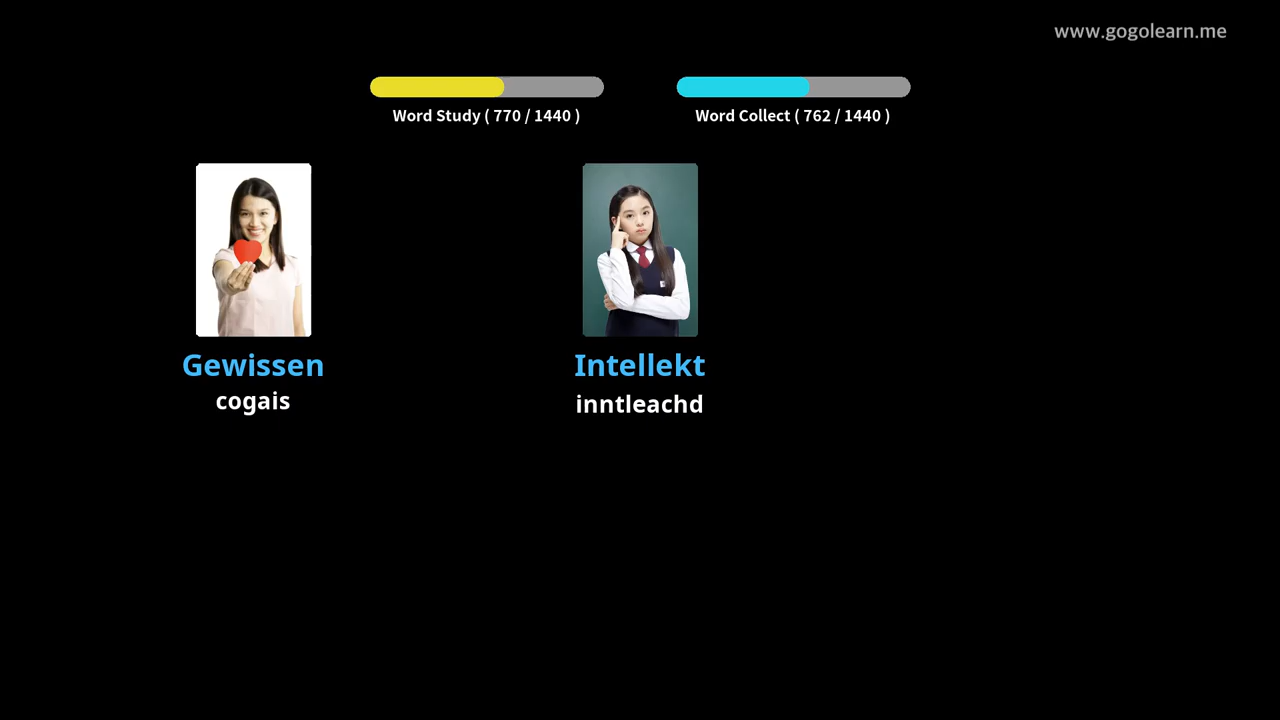 www.gogolearn.me
Word Study ( 770 / 1440 )
Word Collect ( 762 / 1440 )
Gewissen
cogais
Intellekt
inntleachd